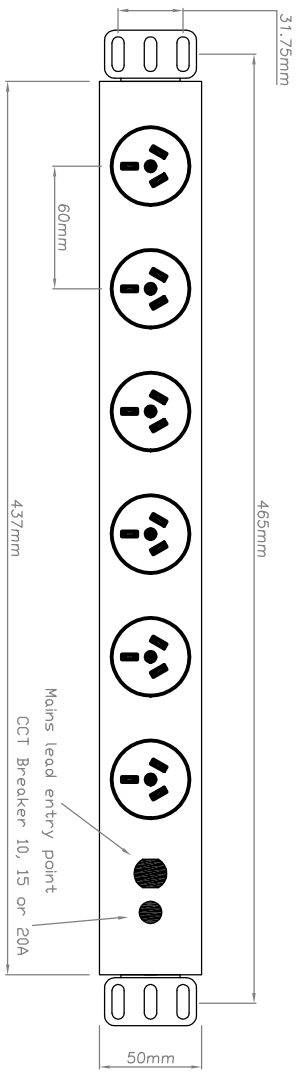 31.75mm
60mm
465mm
437mm
Mains lead entry point
CCT Breaker 10, 15 or 20A
50mm